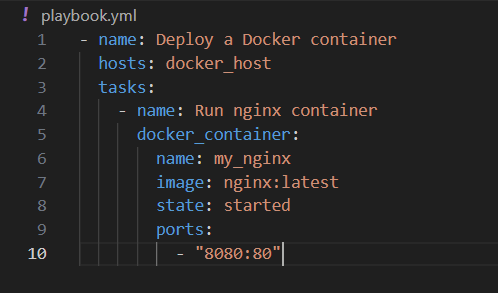 ! playbook.yml
1 - name: Deploy a Docker container
2 hosts: docker_host
3 tasks:
4 - name: Run nginx container
5 docker_container:
6 name: my_nginx
7 image: nginx:latest
8 state: started
9 ports:
10 - "8080:80"